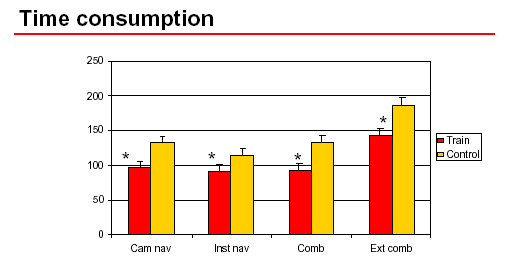 Time consumption
250
200
150
100
50
0
*
*
*
*
Cam nav
Inst nav
Comb
Ext comb
Train
Control